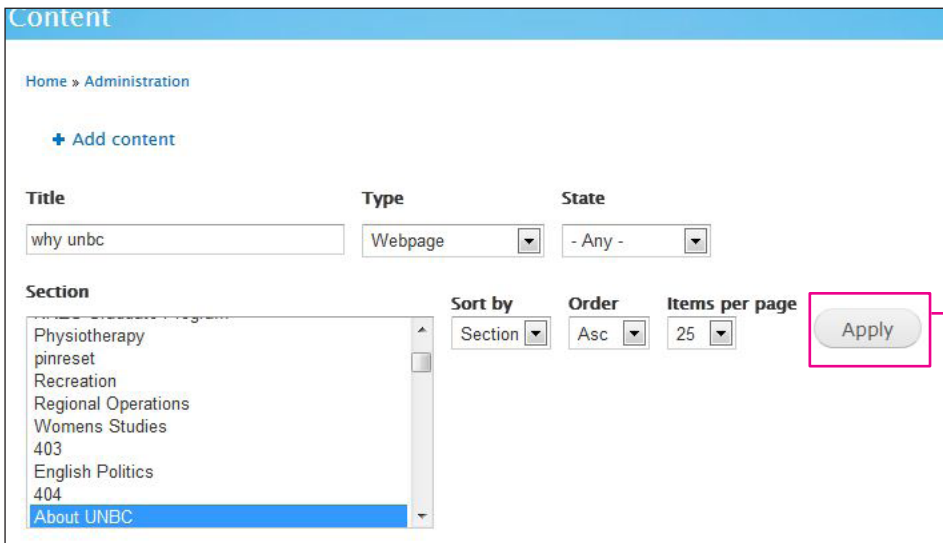 Content
Home » Administration
+ Add content
Title Type State
why unbc Webpage - Any -
Section Sort by Order Items per page
Section Asc 25 Apply
Physiotherapy
pinreset
Recreation
Regional Operations
Womens Studies
403
English Politics
404
About UNBC